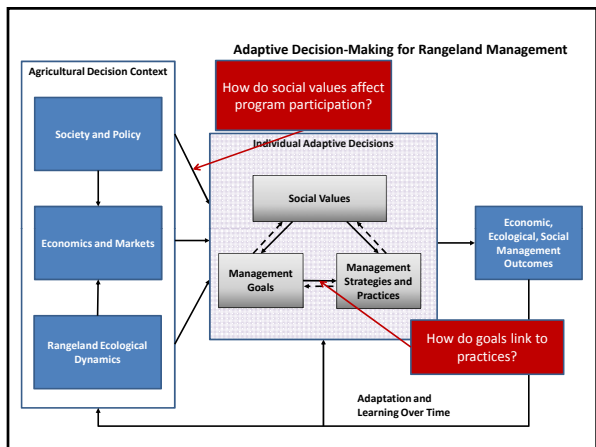 Adaptive Decision-Making for Rangeland Management
Agricultural Decision Context
How do social values affect
program participation?
Society and Policy
Individual Adaptive Decisions
Social Values
Economics and Markets
Economic,
Ecological, Social
Management
Outcomes
Management
Goals
Management
Strategies and
Practices
Rangeland Ecological
Dynamics
How do goals link to
practices?
Adaptation and
Learning Over Time